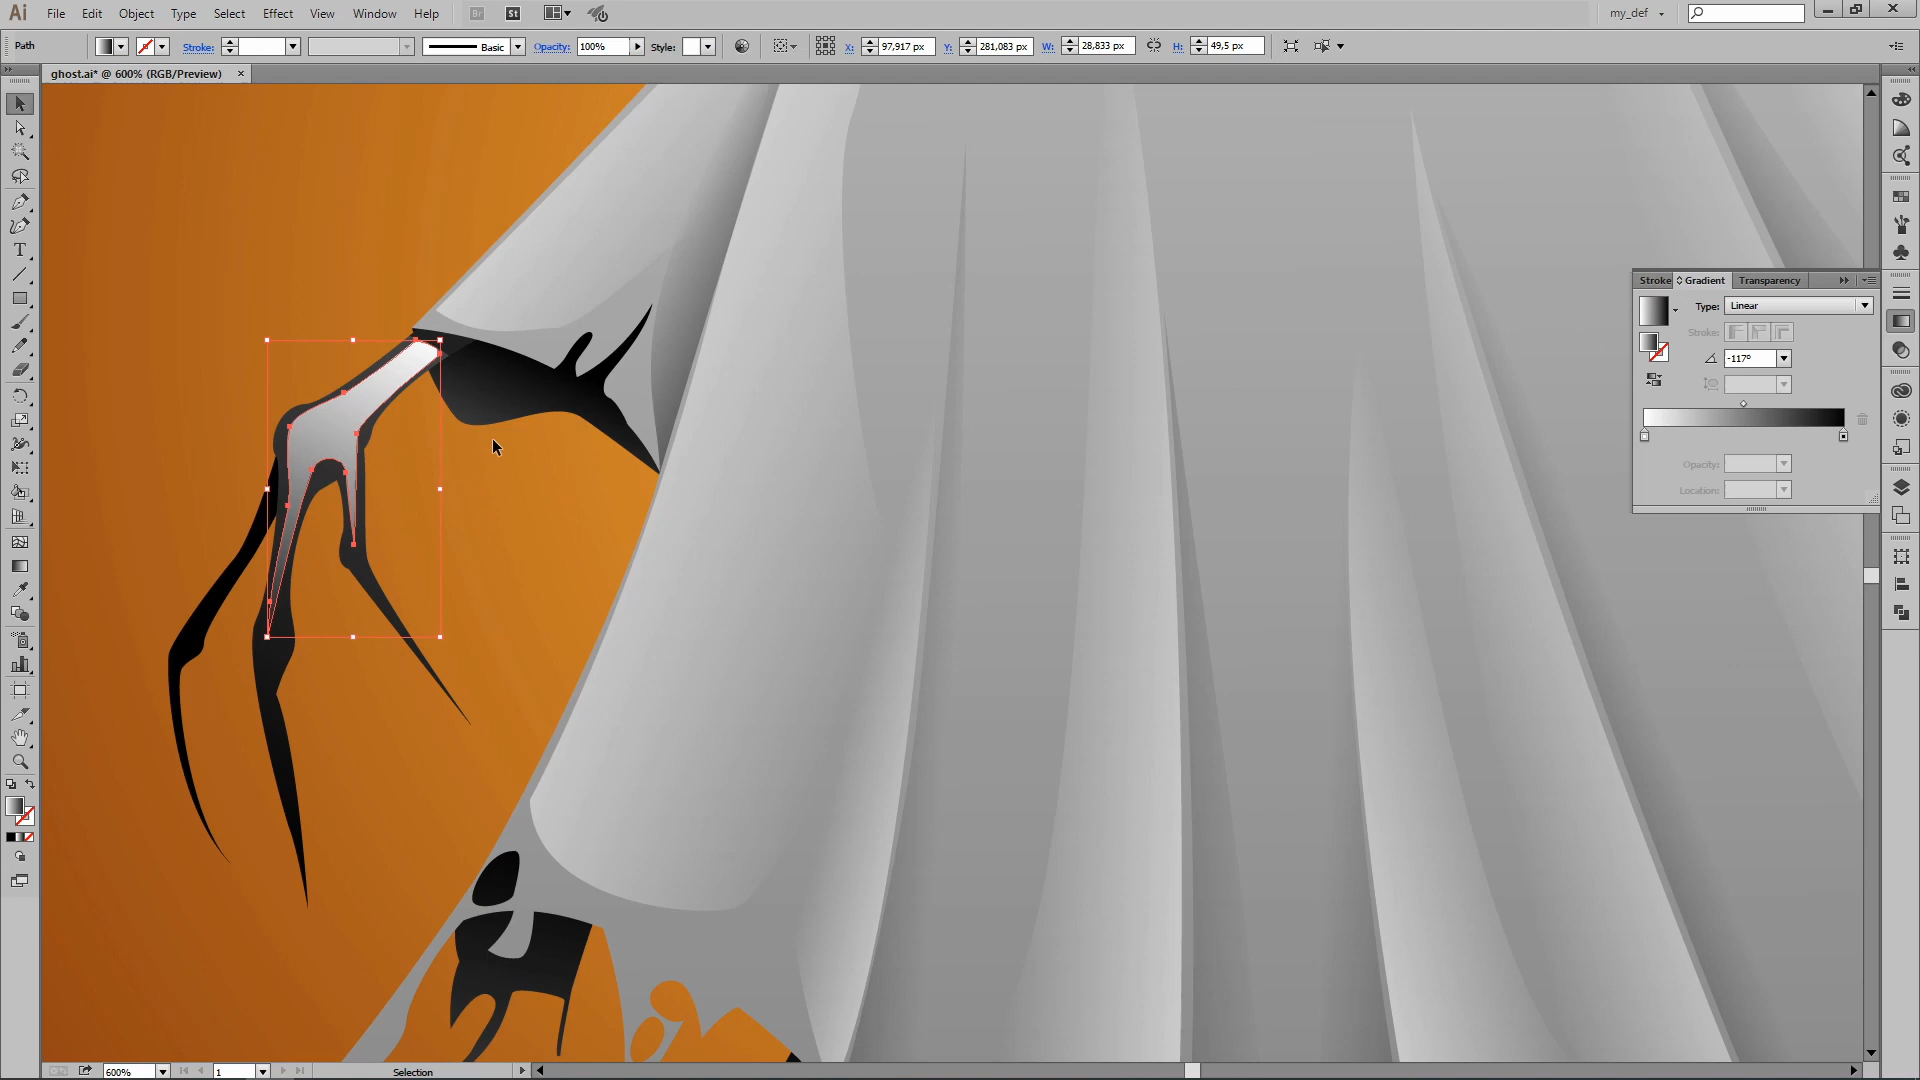 Ai File Edit Object Type Select Effect View Window Help Br St my_def
Path Stroke: Basic Opacity: 100% Style: X: 97,917 px Y: 281,083 px W: 28,833 px H: 49,5 px
ghost.ai* @ 600% (RGB/Preview)
Stroke Gradient Transparency
Type: Linear
Stroke:
-117°
Opacity:
Location:
T
600% 1 Selection